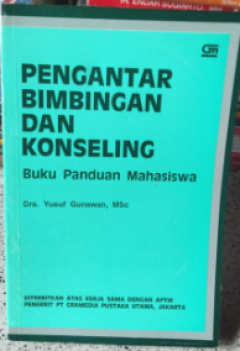 PENGANTAR
BIMBINGAN
DAN
KONSELING
Buku Panduan Mahasiswa
Drs. Yusuf Gunawan, MSc
DITERBITKAN ATAS KERJA SAMA DENGAN APTIK
PENERBIT PT GRAMEDIA PUSTAKA UTAMA, JAKARTA